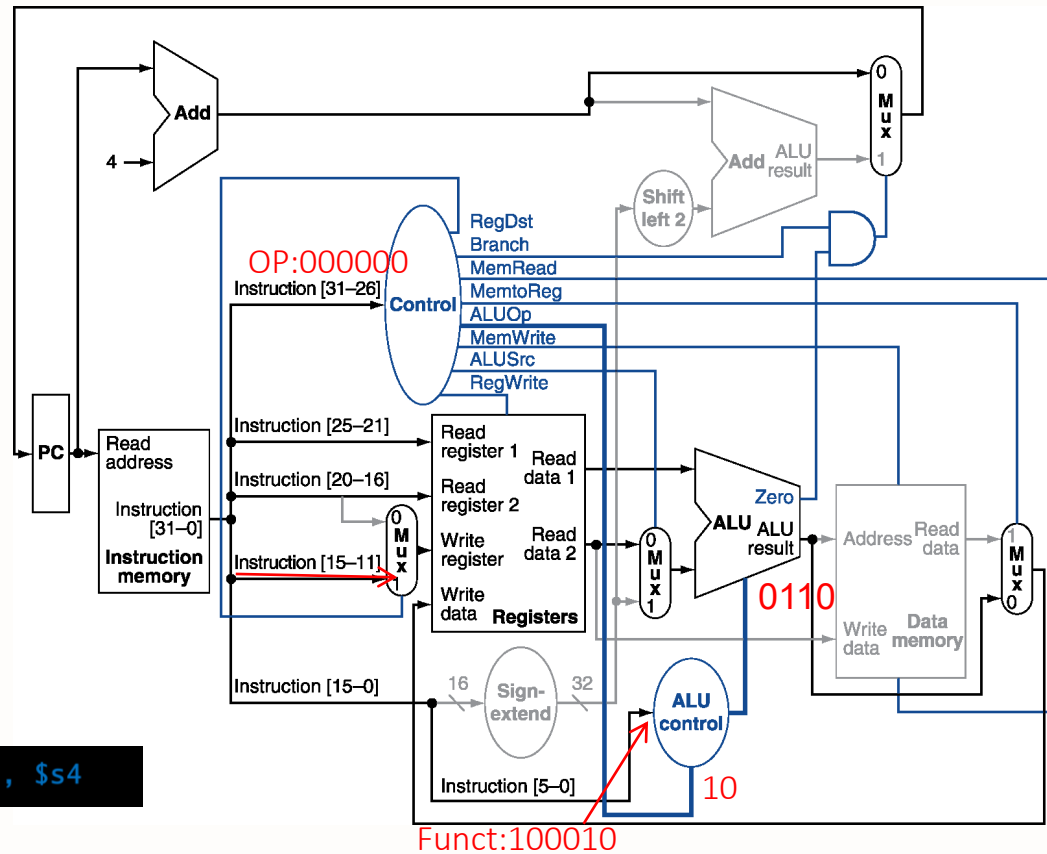 Add
4
0
Mux
1
Add
ALU
result
Shift
left 2
RegDst
Branch
MemRead
MemtoReg
ALUOp
MemWrite
ALUSrc
RegWrite
OP:000000
Instruction [31–26]
Control
PC
Read
address
Instruction
[31–0]
Instruction
memory
Instruction [25–21]
Instruction [20–16]
Instruction [15–11]
0
Mux
1
Read
register 1
Read
register 2
Write
register
Write
data
Read
data 1
Read
data 2
Registers
0
Mux
1
Zero
ALU
ALU
result
0110
Address
Read
data
Write
data
Data
memory
1
Mux
0
Instruction [15–0]
16
Sign-
extend
32
ALU
control
Instruction [5–0]
10
Funct:100010
, $s4